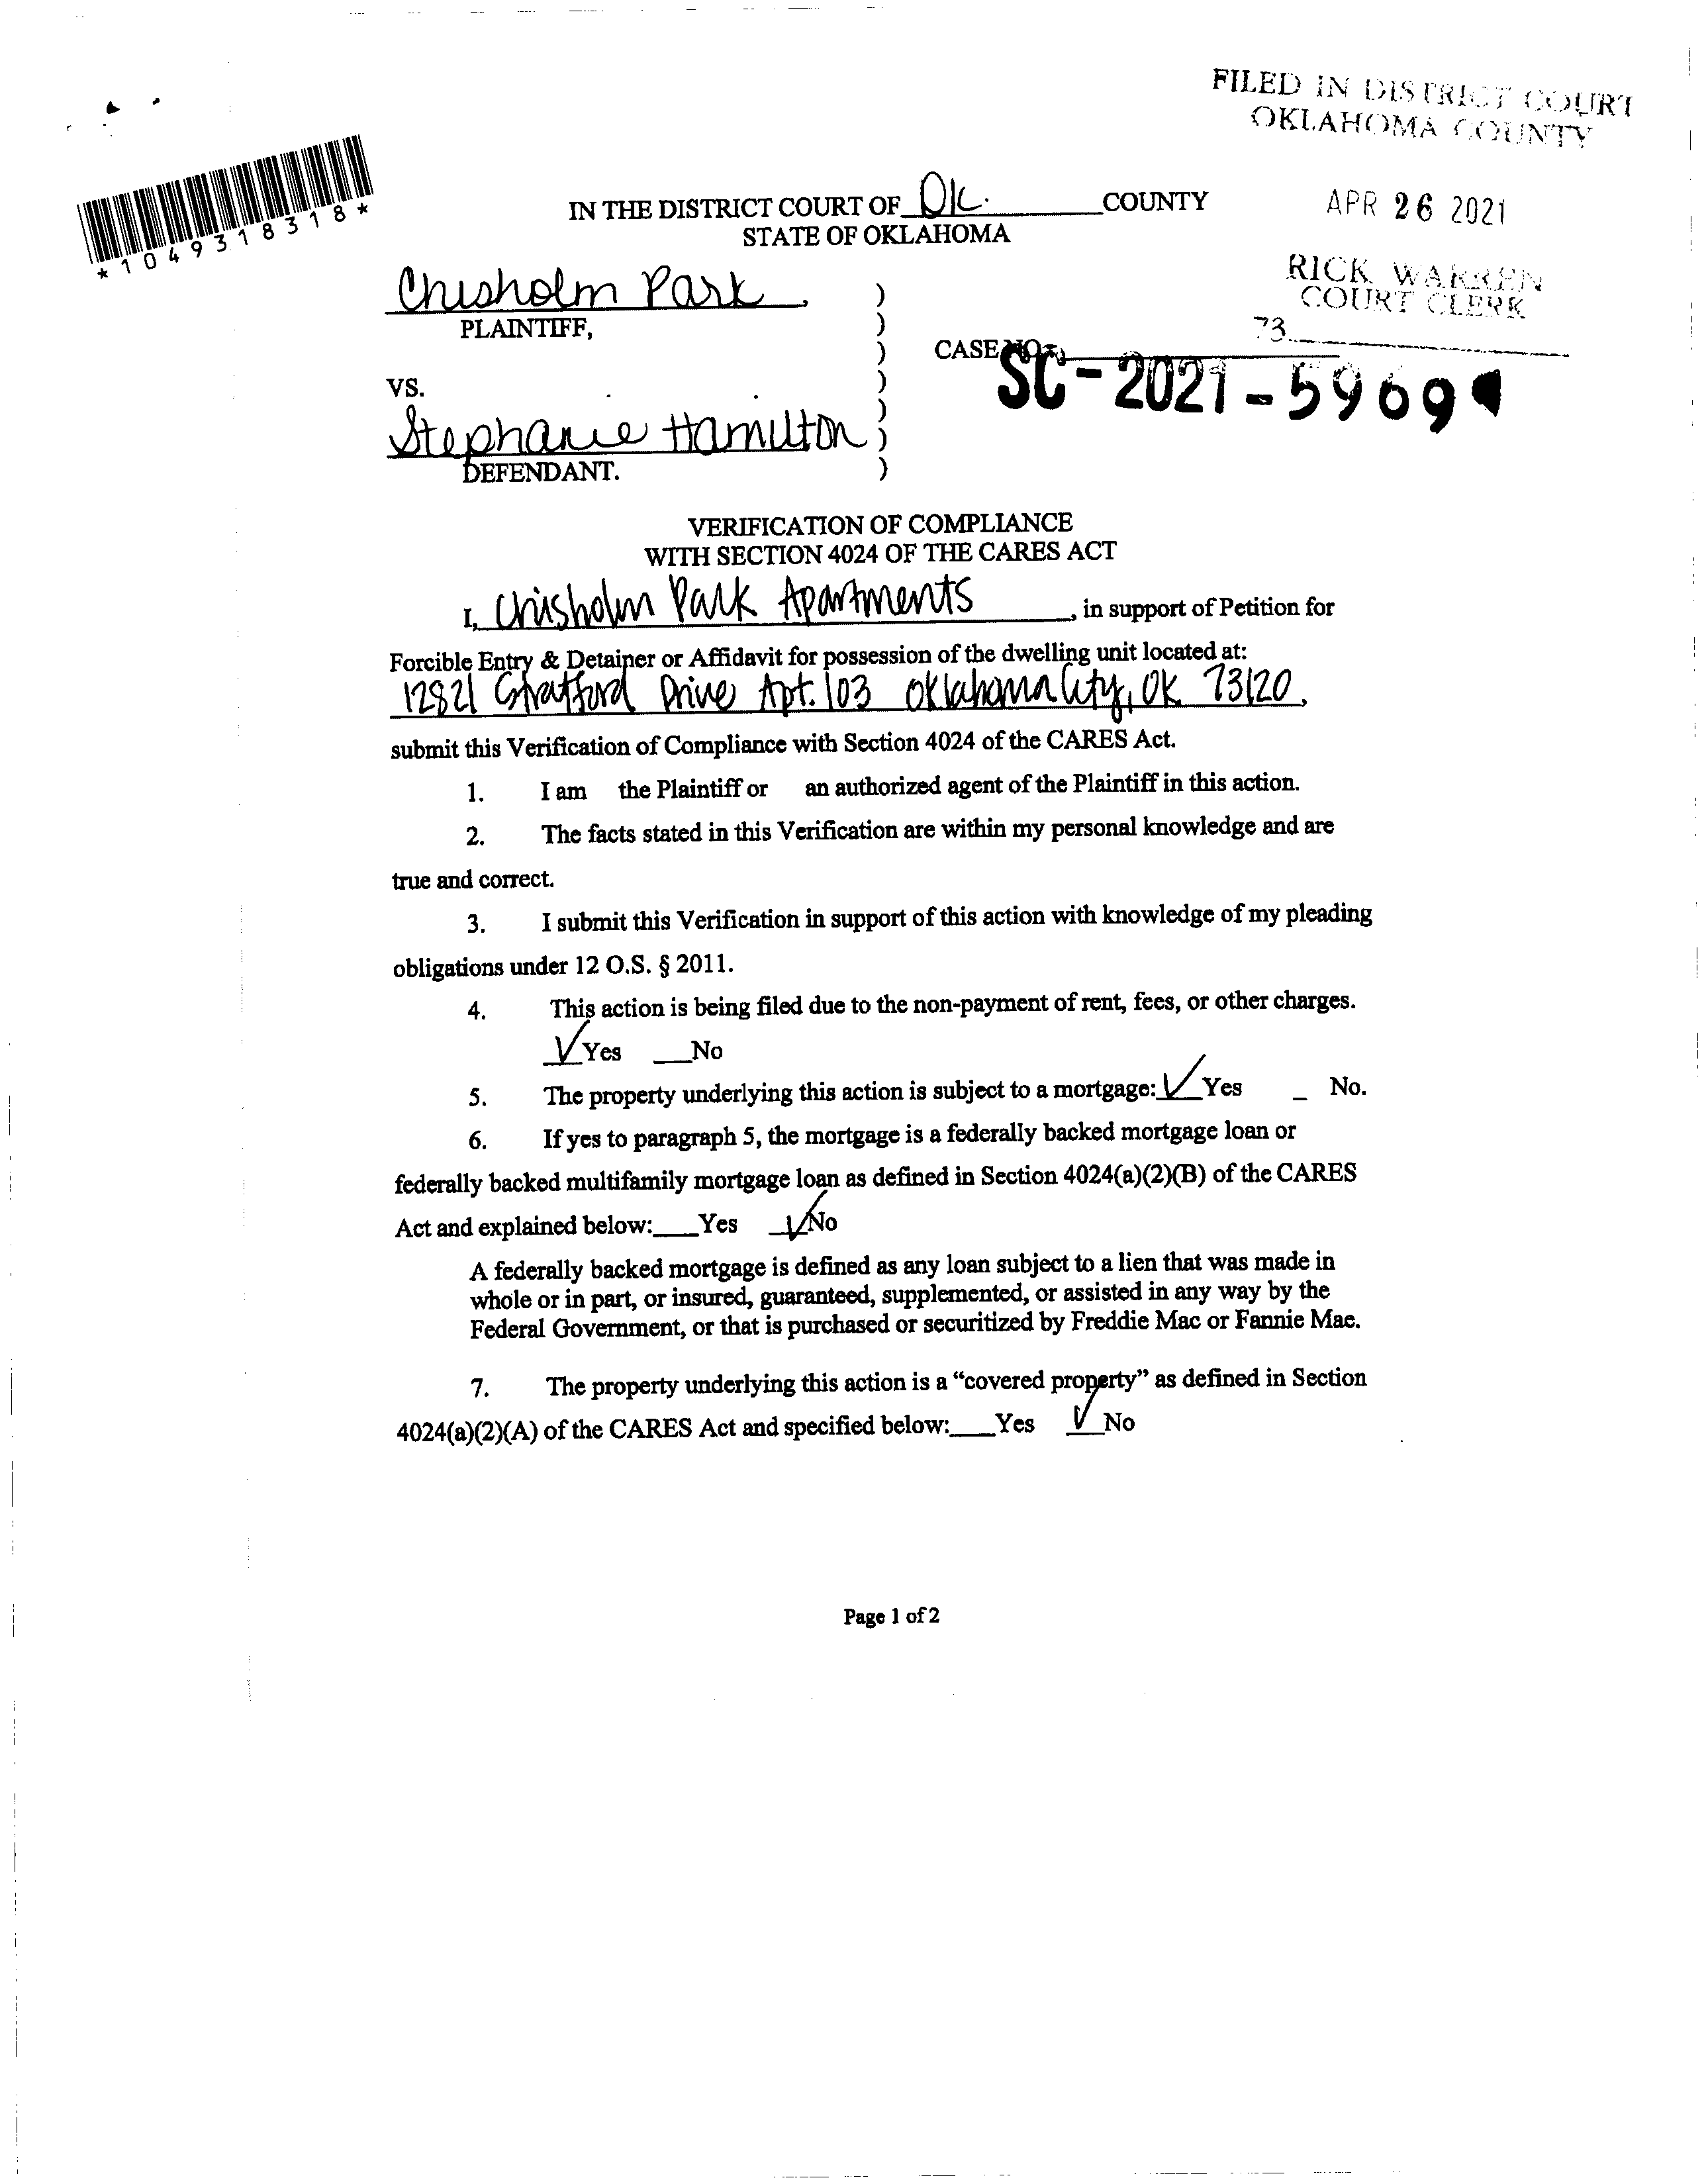 FILED IN DISTRICT COURT
OKLAHOMA COUNTY
*1049318318*
IN THE DISTRICT COURT OF Ok. COUNTY
APR 26 2021
STATE OF OKLAHOMA
RICK WARREN
COURT CLERK
Chisholm Park, )
PLAINTIFF, )
73
) CASE NO. SC-2021-5969
VS. )
)
Stephanie Hamilton )
DEFENDANT. )
VERIFICATION OF COMPLIANCE
WITH SECTION 4024 OF THE CARES ACT
I, Chisholm Park Apartments, in support of Petition for
Forcible Entry & Detainer or Affidavit for possession of the dwelling unit located at:
12821 Stratford Drive Apt. 103 Oklahoma City, OK 73120,
submit this Verification of Compliance with Section 4024 of the CARES Act.
1. I am the Plaintiff or an authorized agent of the Plaintiff in this action.
2. The facts stated in this Verification are within my personal knowledge and are
true and correct.
3. I submit this Verification in support of this action with knowledge of my pleading
obligations under 12 O.S. § 2011.
4. This action is being filed due to the non-payment of rent, fees, or other charges.
✓Yes __No
5. The property underlying this action is subject to a mortgage: ✓Yes _ No.
6. If yes to paragraph 5, the mortgage is a federally backed mortgage loan or
federally backed multifamily mortgage loan as defined in Section 4024(a)(2)(B) of the CARES
Act and explained below:___Yes ✓No
A federally backed mortgage is defined as any loan subject to a lien that was made in
whole or in part, or insured, guaranteed, supplemented, or assisted in any way by the
Federal Government, or that is purchased or securitized by Freddie Mac or Fannie Mae.
7. The property underlying this action is a “covered property” as defined in Section
4024(a)(2)(A) of the CARES Act and specified below:___Yes ✓No
Page 1 of 2